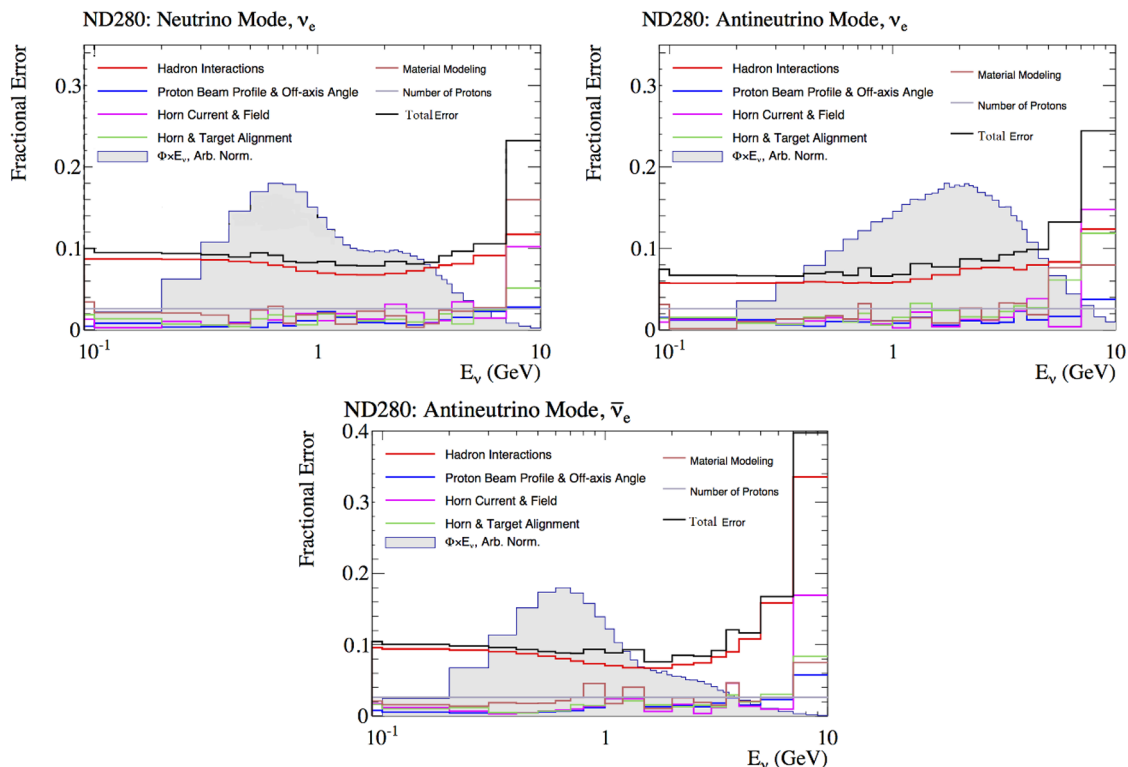 ND280: Neutrino Mode, νe
Fractional Error
0.3
0.2
0.1
0
Hadron Interactions
Proton Beam Profile & Off-axis Angle
Horn Current & Field
Horn & Target Alignment
Φ×Eν, Arb. Norm.
Material Modeling
Number of Protons
Total Error
10⁻¹ 1 10
Eν (GeV)
ND280: Antineutrino Mode, νe
Fractional Error
0.3
0.2
0.1
0
Hadron Interactions
Proton Beam Profile & Off-axis Angle
Horn Current & Field
Horn & Target Alignment
Φ×Eν, Arb. Norm.
Material Modeling
Number of Protons
Total Error
10⁻¹ 1 10
Eν (GeV)
ND280: Antineutrino Mode, ν̅e
Fractional Error
0.4
0.3
0.2
0.1
0
Hadron Interactions
Proton Beam Profile & Off-axis Angle
Horn Current & Field
Horn & Target Alignment
Φ×Eν, Arb. Norm.
Material Modeling
Number of Protons
Total Error
10⁻¹ 1 10
Eν (GeV)